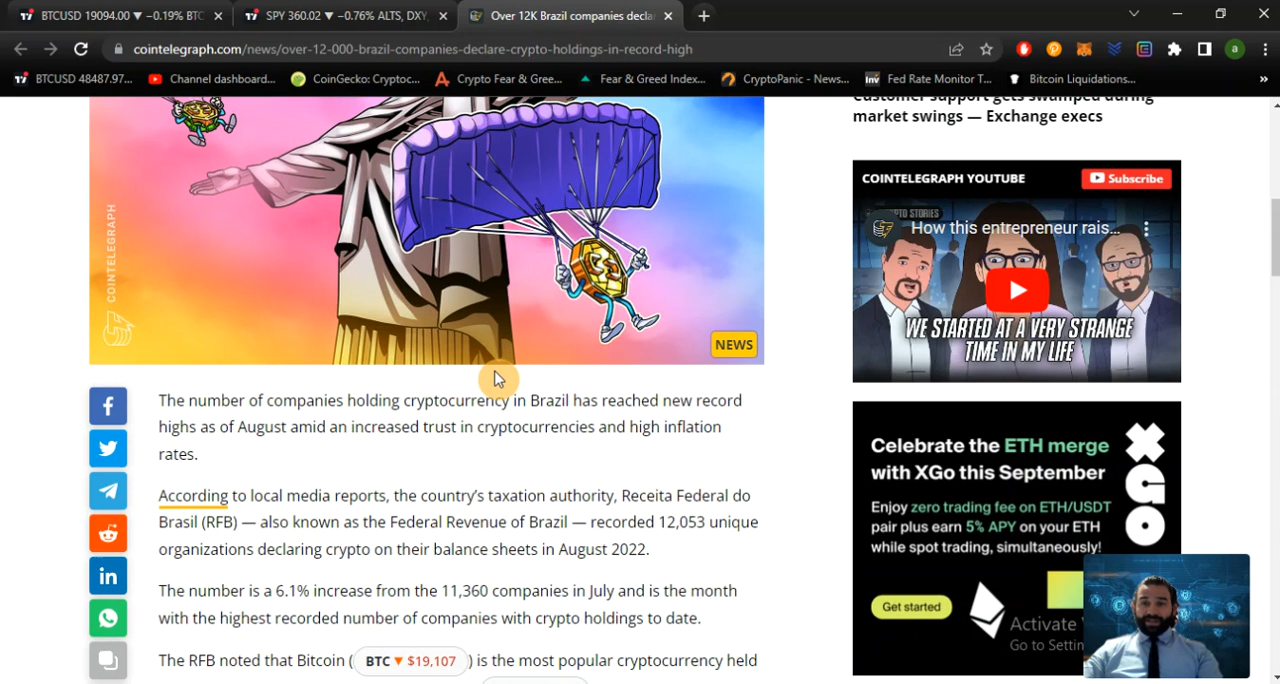 BTCUSD 19094.00 ▼ −0.19% BTC
SPY 360.02 ▼ −0.76% ALTS, DXY,
Over 12K Brazil companies decla
cointelegraph.com/news/over-12-000-brazil-companies-declare-crypto-holdings-in-record-high
a
BTCUSD 48487.97...
Channel dashboard...
CoinGecko: Cryptoc...
Crypto Fear & Gree...
Fear & Greed Index...
CryptoPanic - News...
Inv
Fed Rate Monitor T...
Bitcoin Liquidations...
»
COINTELEGRAPH
NEWS
The number of companies holding cryptocurrency in Brazil has reached new record
highs as of August amid an increased trust in cryptocurrencies and high inflation
rates.
According to local media reports, the country's taxation authority, Receita Federal do
Brasil (RFB) — also known as the Federal Revenue of Brazil — recorded 12,053 unique
organizations declaring crypto on their balance sheets in August 2022.
The number is a 6.1% increase from the 11,360 companies in July and is the month
with the highest recorded number of companies with crypto holdings to date.
The RFB noted that Bitcoin ( BTC ▼ $19,107 ) is the most popular cryptocurrency held
Customer support gets swamped during
market swings — Exchange execs
COINTELEGRAPH YOUTUBE
Subscribe
STORIES
How this entrepreneur rais...
WE STARTED AT A VERY STRANGE
TIME IN MY LIFE
Celebrate the ETH merge
with XGo this September
Enjoy zero trading fee on ETH/USDT
pair plus earn 5% APY on your ETH
while spot trading, simultaneously!
XGO
Get started
Activate
Go to Settin